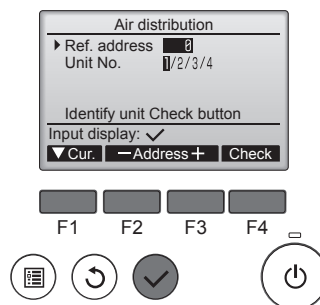 Air distribution
Ref. address 0
Unit No. 1/2/3/4
Identify unit Check button
Input display: ✓
▼ Cur. − Address + Check
F1 F2 F3 F4